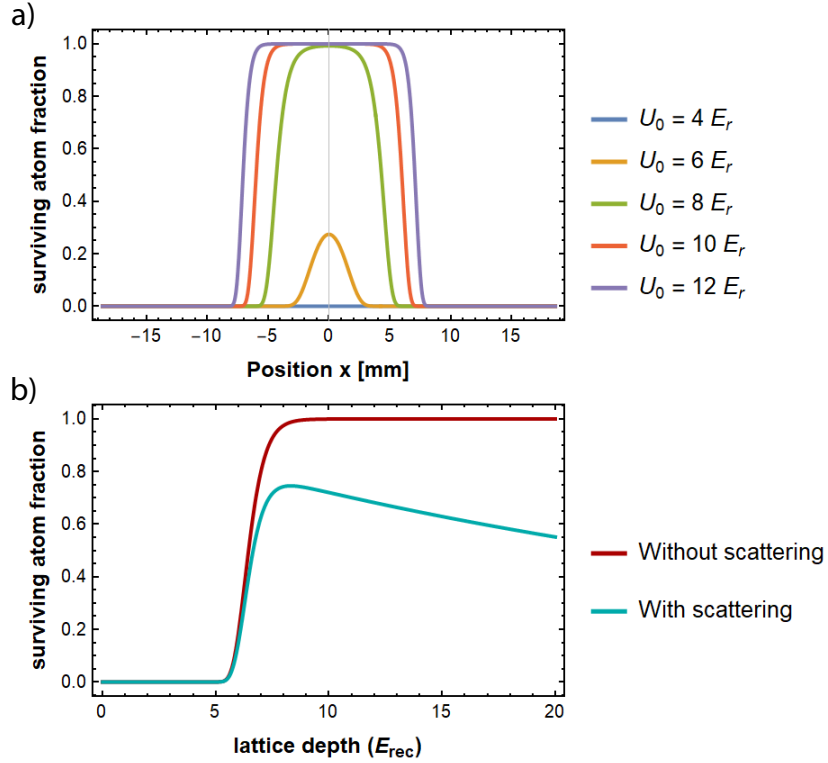 a)
1.0
0.8
0.6
0.4
0.2
0.0
surviving atom fraction
−15 −10 −5 0 5 10 15
Position x [mm]
U₀ = 4 Eᵣ
U₀ = 6 Eᵣ
U₀ = 8 Eᵣ
U₀ = 10 Eᵣ
U₀ = 12 Eᵣ
b)
1.0
0.8
0.6
0.4
0.2
0.0
surviving atom fraction
0 5 10 15 20
lattice depth (E_rec)
Without scattering
With scattering